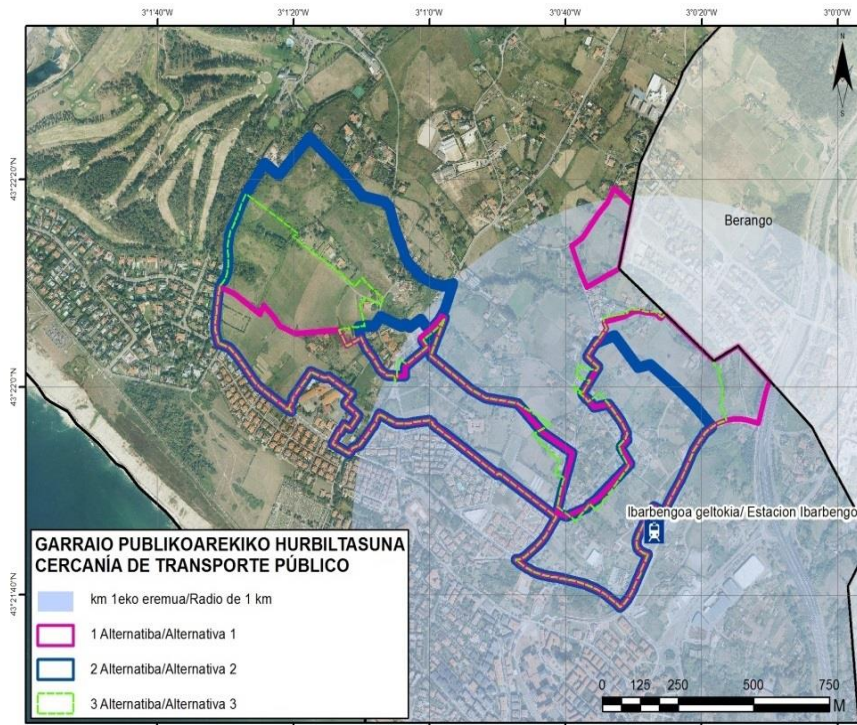 3°1'40"O 3°1'20"O 3°1'0"O 3°0'40"O 3°0'20"O 3°0'0"O
N
S
43°22'20"N
Berango
43°22'0"N
Ibarbengoa geltokia/ Estacion Ibarbengo
43°21'40"N
GARRAIO PUBLIKOAREKIKO HURBILTASUNA
CERCANÍA DE TRANSPORTE PÚBLICO
km 1eko eremua/Radio de 1 km
1 Alternatiba/Alternativa 1
2 Alternatiba/Alternativa 2
3 Alternatiba/Alternativa 3
0 125 250 500 750
M